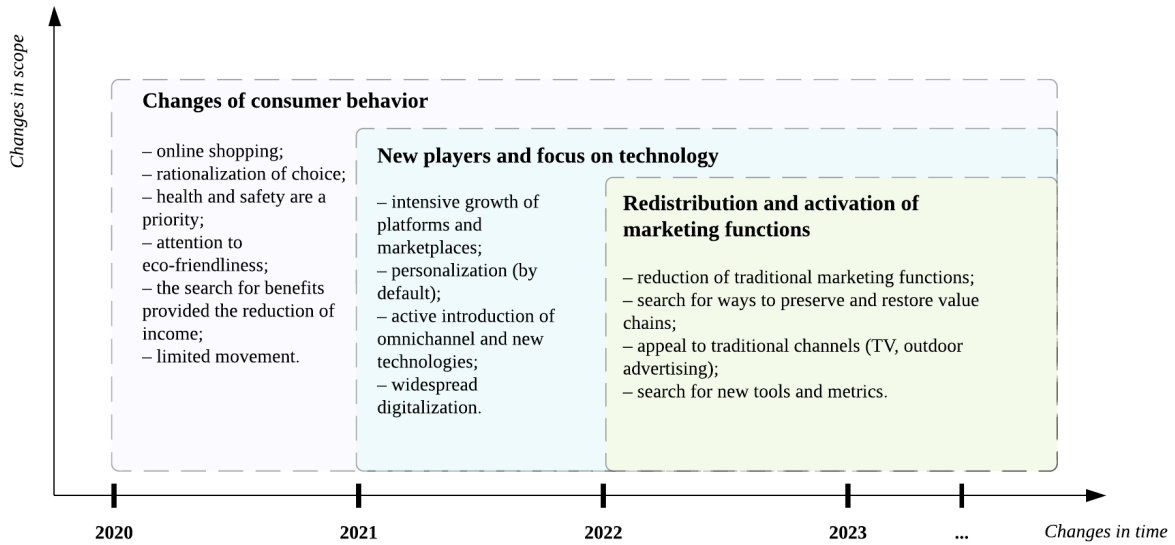 Changes in scope
Changes of consumer behavior
– online shopping;
– rationalization of choice;
– health and safety are a
priority;
– attention to
eco-friendliness;
– the search for benefits
provided the reduction of
income;
– limited movement.
New players and focus on technology
– intensive growth of
platforms and
marketplaces;
– personalization (by
default);
– active introduction of
omnichannel and new
technologies;
– widespread
digitalization.
Redistribution and activation of
marketing functions
– reduction of traditional marketing functions;
– search for ways to preserve and restore value
chains;
– appeal to traditional channels (TV, outdoor
advertising);
– search for new tools and metrics.
2020 2021 2022 2023 ... Changes in time